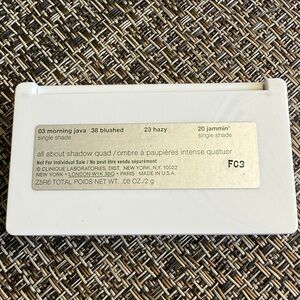 03 morning java 38 blushed 23 hazy 20 jammin'
single shade single shade
all about shadow quad / ombre à paupières intense quatuor
Not For Individual Sale / Ne peut être vendu séparément
© CLINIQUE LABORATORIES, DIST. NEW YORK, N.Y. 10022
NEW YORK • LONDON W1K 3BQ • PARIS MADE IN U.S.A.
Z5R6 TOTAL POIDS NET WT. .08 OZ./2 g
FC3